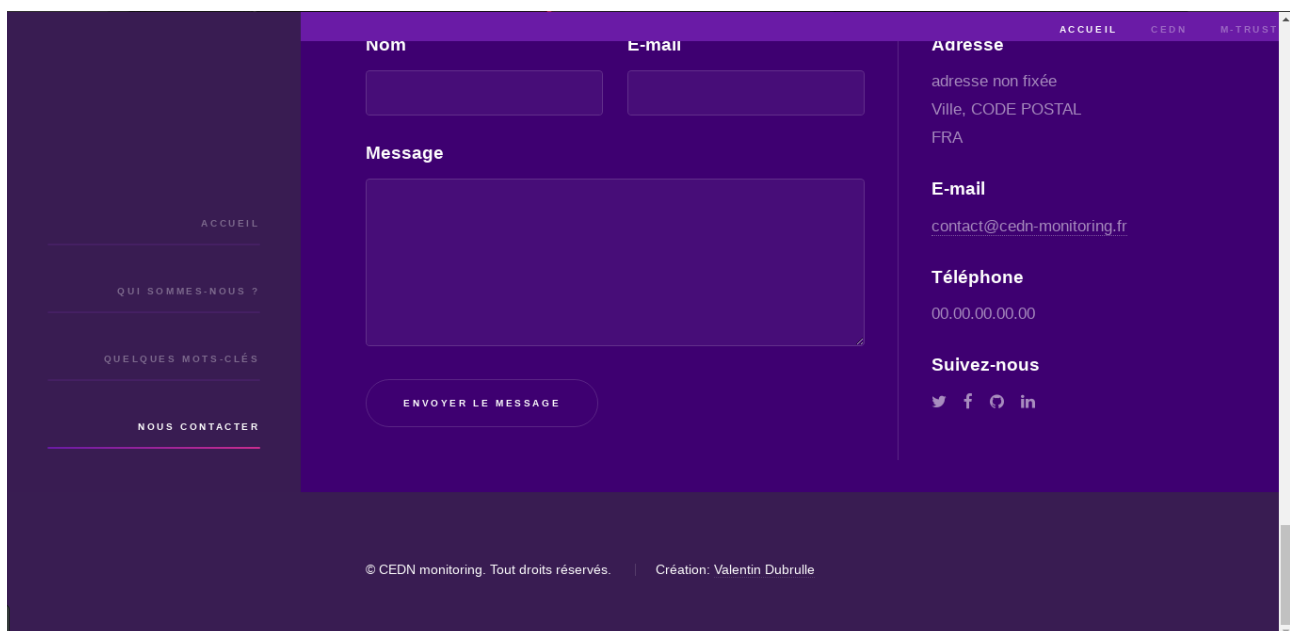 ACCUEIL CEDN M-TRUST
ACCUEIL
QUI SOMMES-NOUS ?
QUELQUES MOTS-CLÉS
NOUS CONTACTER
Nom
E-mail
Message
ENVOYER LE MESSAGE
Adresse
adresse non fixée
Ville, CODE POSTAL
FRA
E-mail
contact@cedn-monitoring.fr
Téléphone
00.00.00.00.00
Suivez-nous
© CEDN monitoring. Tout droits réservés.
Création: Valentin Dubrulle